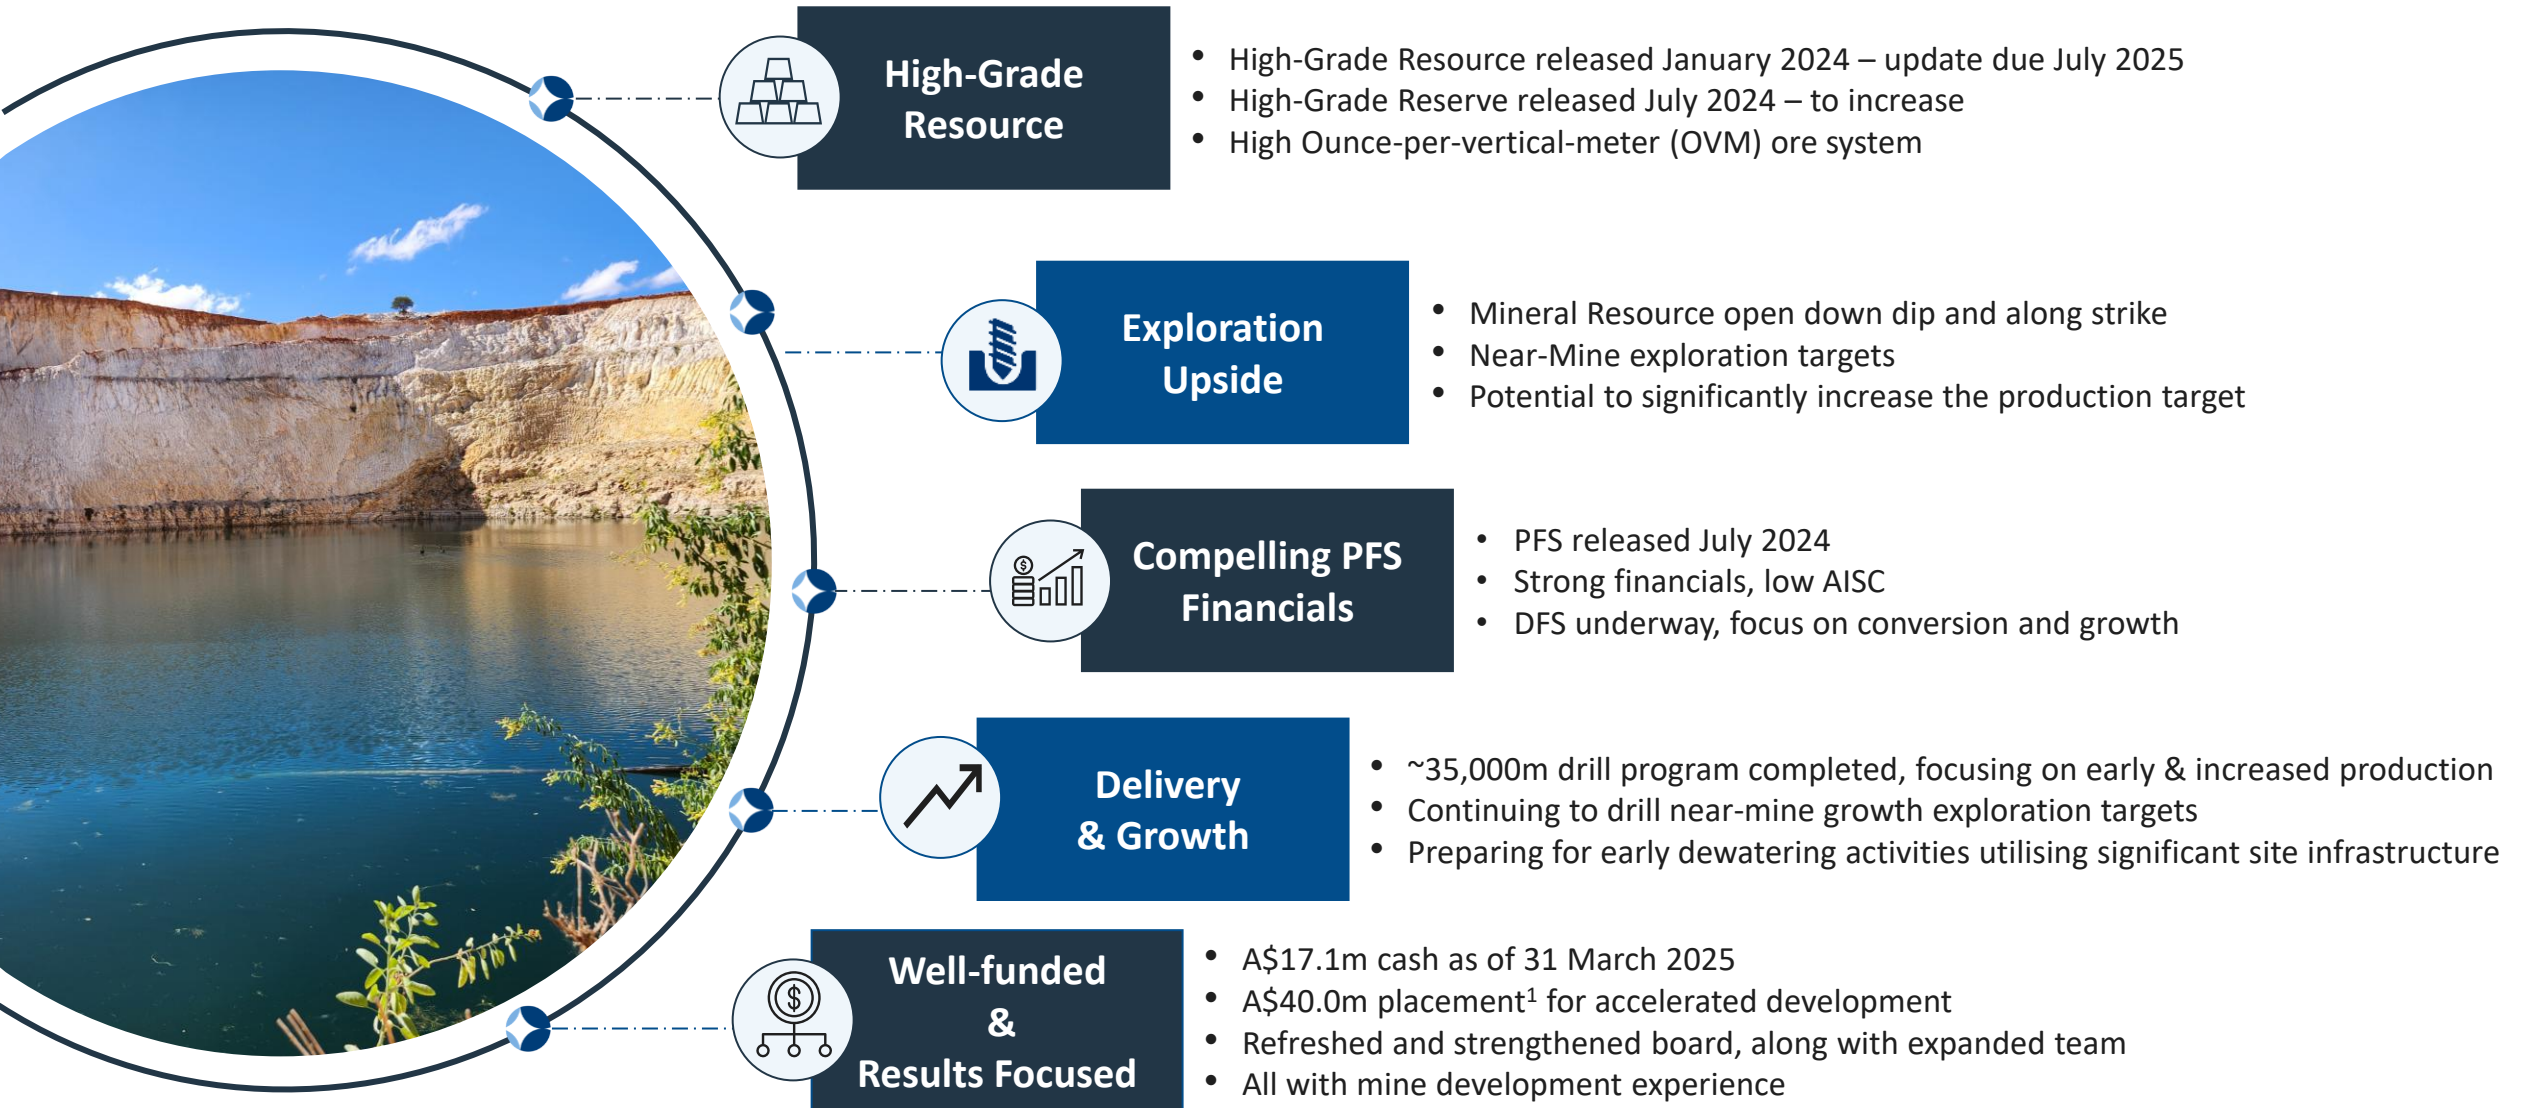 High-Grade
Resource
• High-Grade Resource released January 2024 – update due July 2025
• High-Grade Reserve released July 2024 – to increase
• High Ounce-per-vertical-meter (OVM) ore system
Exploration
Upside
• Mineral Resource open down dip and along strike
• Near-Mine exploration targets
• Potential to significantly increase the production target
Compelling PFS
Financials
• PFS released July 2024
• Strong financials, low AISC
• DFS underway, focus on conversion and growth
Delivery
& Growth
• ~35,000m drill program completed, focusing on early & increased production
• Continuing to drill near-mine growth exploration targets
• Preparing for early dewatering activities utilising significant site infrastructure
Well-funded
&
Results Focused
• A$17.1m cash as of 31 March 2025
• A$40.0m placement¹ for accelerated development
• Refreshed and strengthened board, along with expanded team
• All with mine development experience